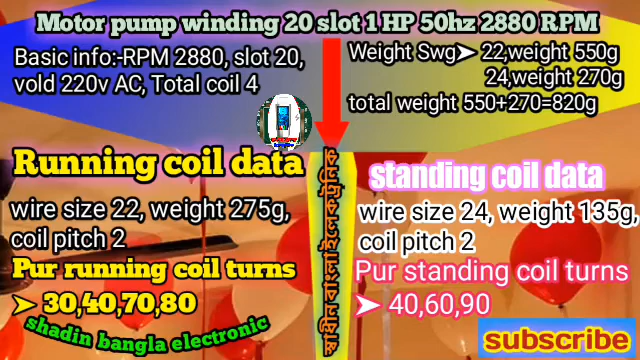 Motor pump winding 20 slot 1 HP 50hz 2880 RPM
Basic info:-RPM 2880, slot 20,
vold 220v AC, Total coil 4
Weight Swg➤ 22,weight 550g
24,weight 270g
total weight 550+270=820g
Running coil data
wire size 22, weight 275g,
coil pitch 2
Pur running coil turns
➤ 30,40,70,80
shadin bangla electronic
স্বাধীন বাংলা ইলেকট্রনিক
standing coil data
wire size 24, weight 135g,
coil pitch 2
Pur standing coil turns
➤ 40,60,90
subscribe